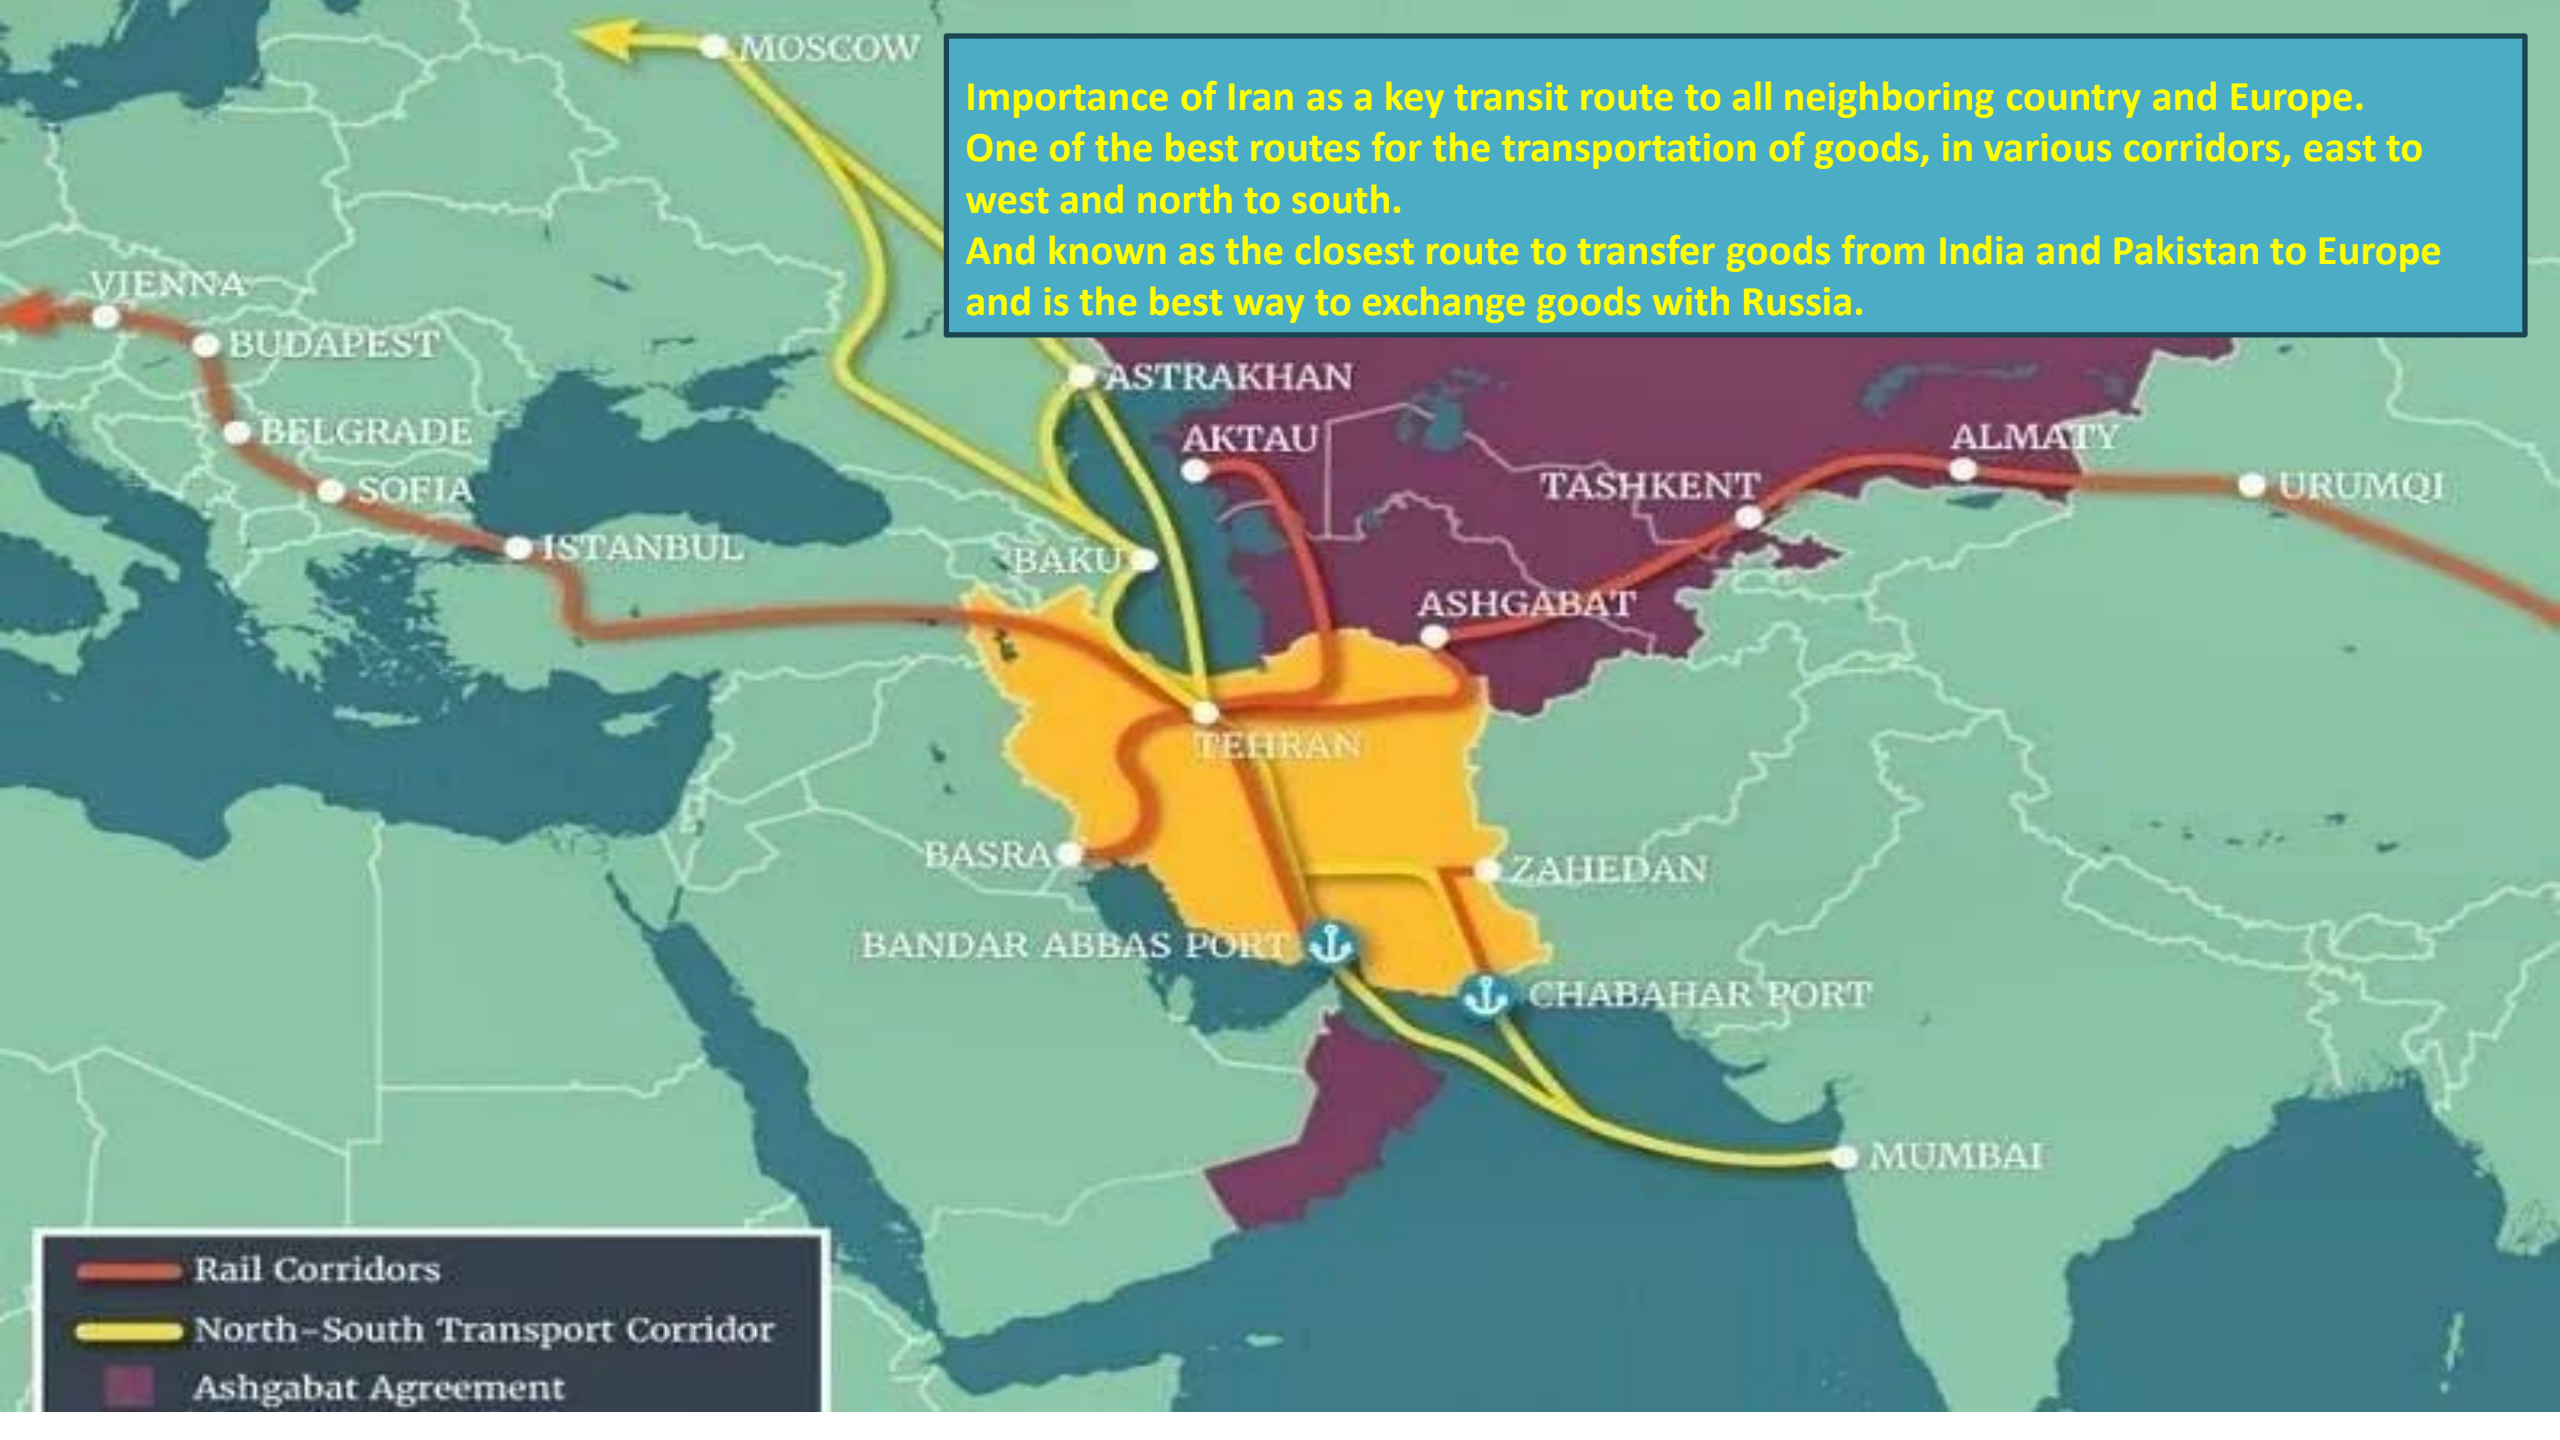 MOSCOW
Importance of Iran as a key transit route to all neighboring country and Europe.
One of the best routes for the transportation of goods, in various corridors, east to
west and north to south.
And known as the closest route to transfer goods from India and Pakistan to Europe
and is the best way to exchange goods with Russia.
VIENNA
BUDAPEST
ASTRAKHAN
BELGRADE
AKTAU
ALMATY
SOFIA
TASHKENT
URUMQI
ISTANBUL
BAKU
ASHGABAT
TEHRAN
BASRA
ZAHEDAN
BANDAR ABBAS PORT
CHABAHAR PORT
MUMBAI
Rail Corridors
North-South Transport Corridor
Ashgabat Agreement